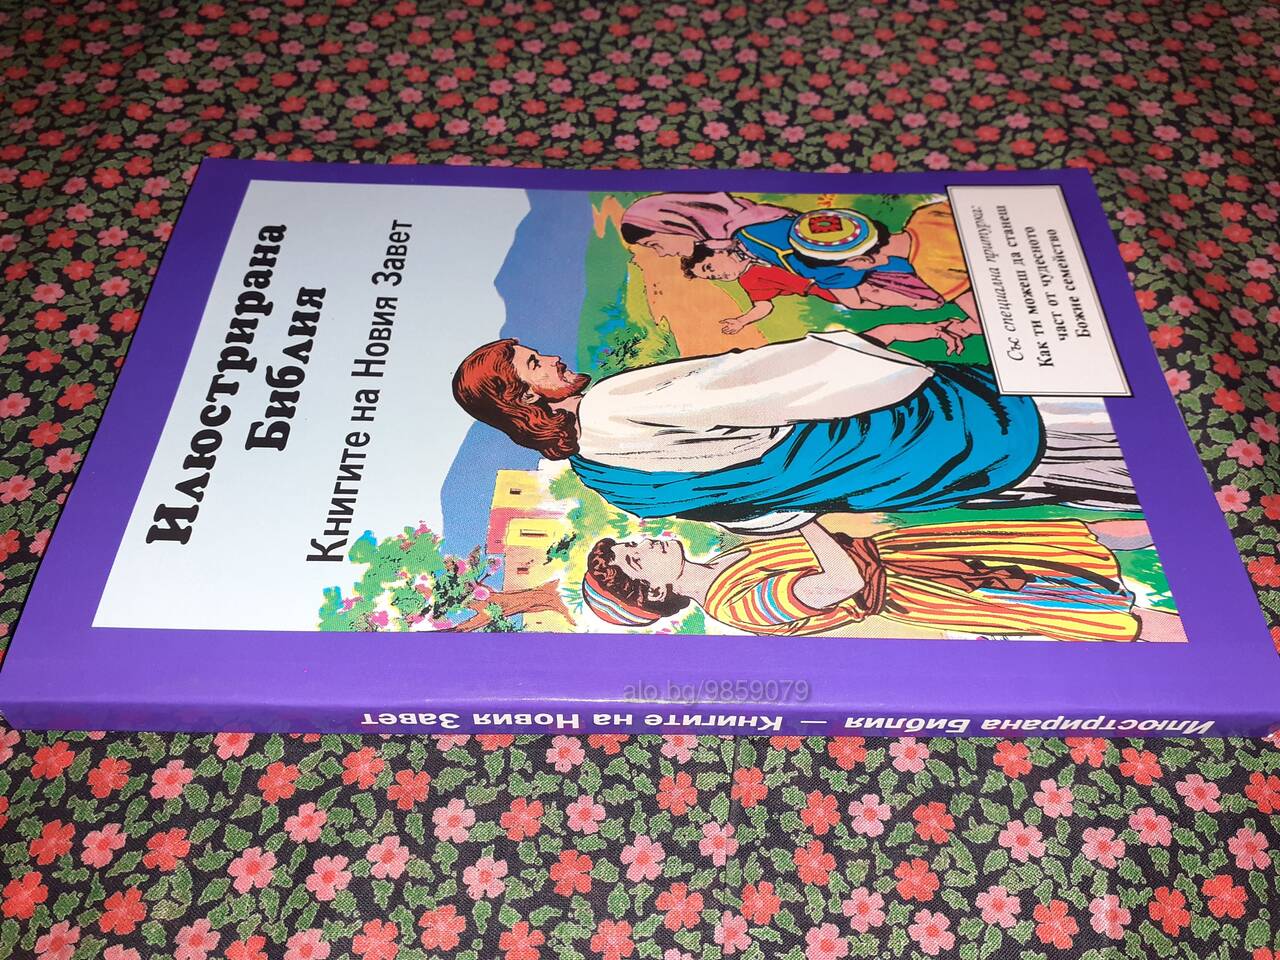 Илюстрирана
Библия
Книгите на Новия Завет
Със специална притурка:
Как ти можеш да станеш
част от чудесното
Божие семейство
Илюстрирана Библия — Книгите на Новия Завет
alo.bg/9859079